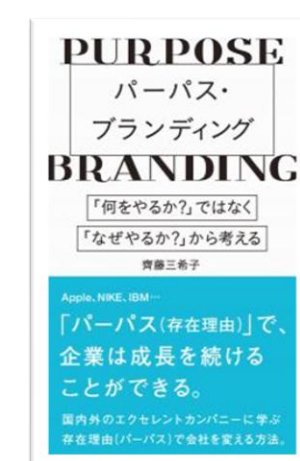 PURPOSE
パーパス・
ブランディング
BRANDING
「何をやるか?」ではなく
「なぜやるか?」から考える
齊藤三希子
Apple、NIKE、IBM…
「パーパス(存在理由)」で、
企業は成長を続ける
ことができる。
国内外のエクセレントカンパニーに学ぶ
存在理由(パーパス)で会社を変える方法。